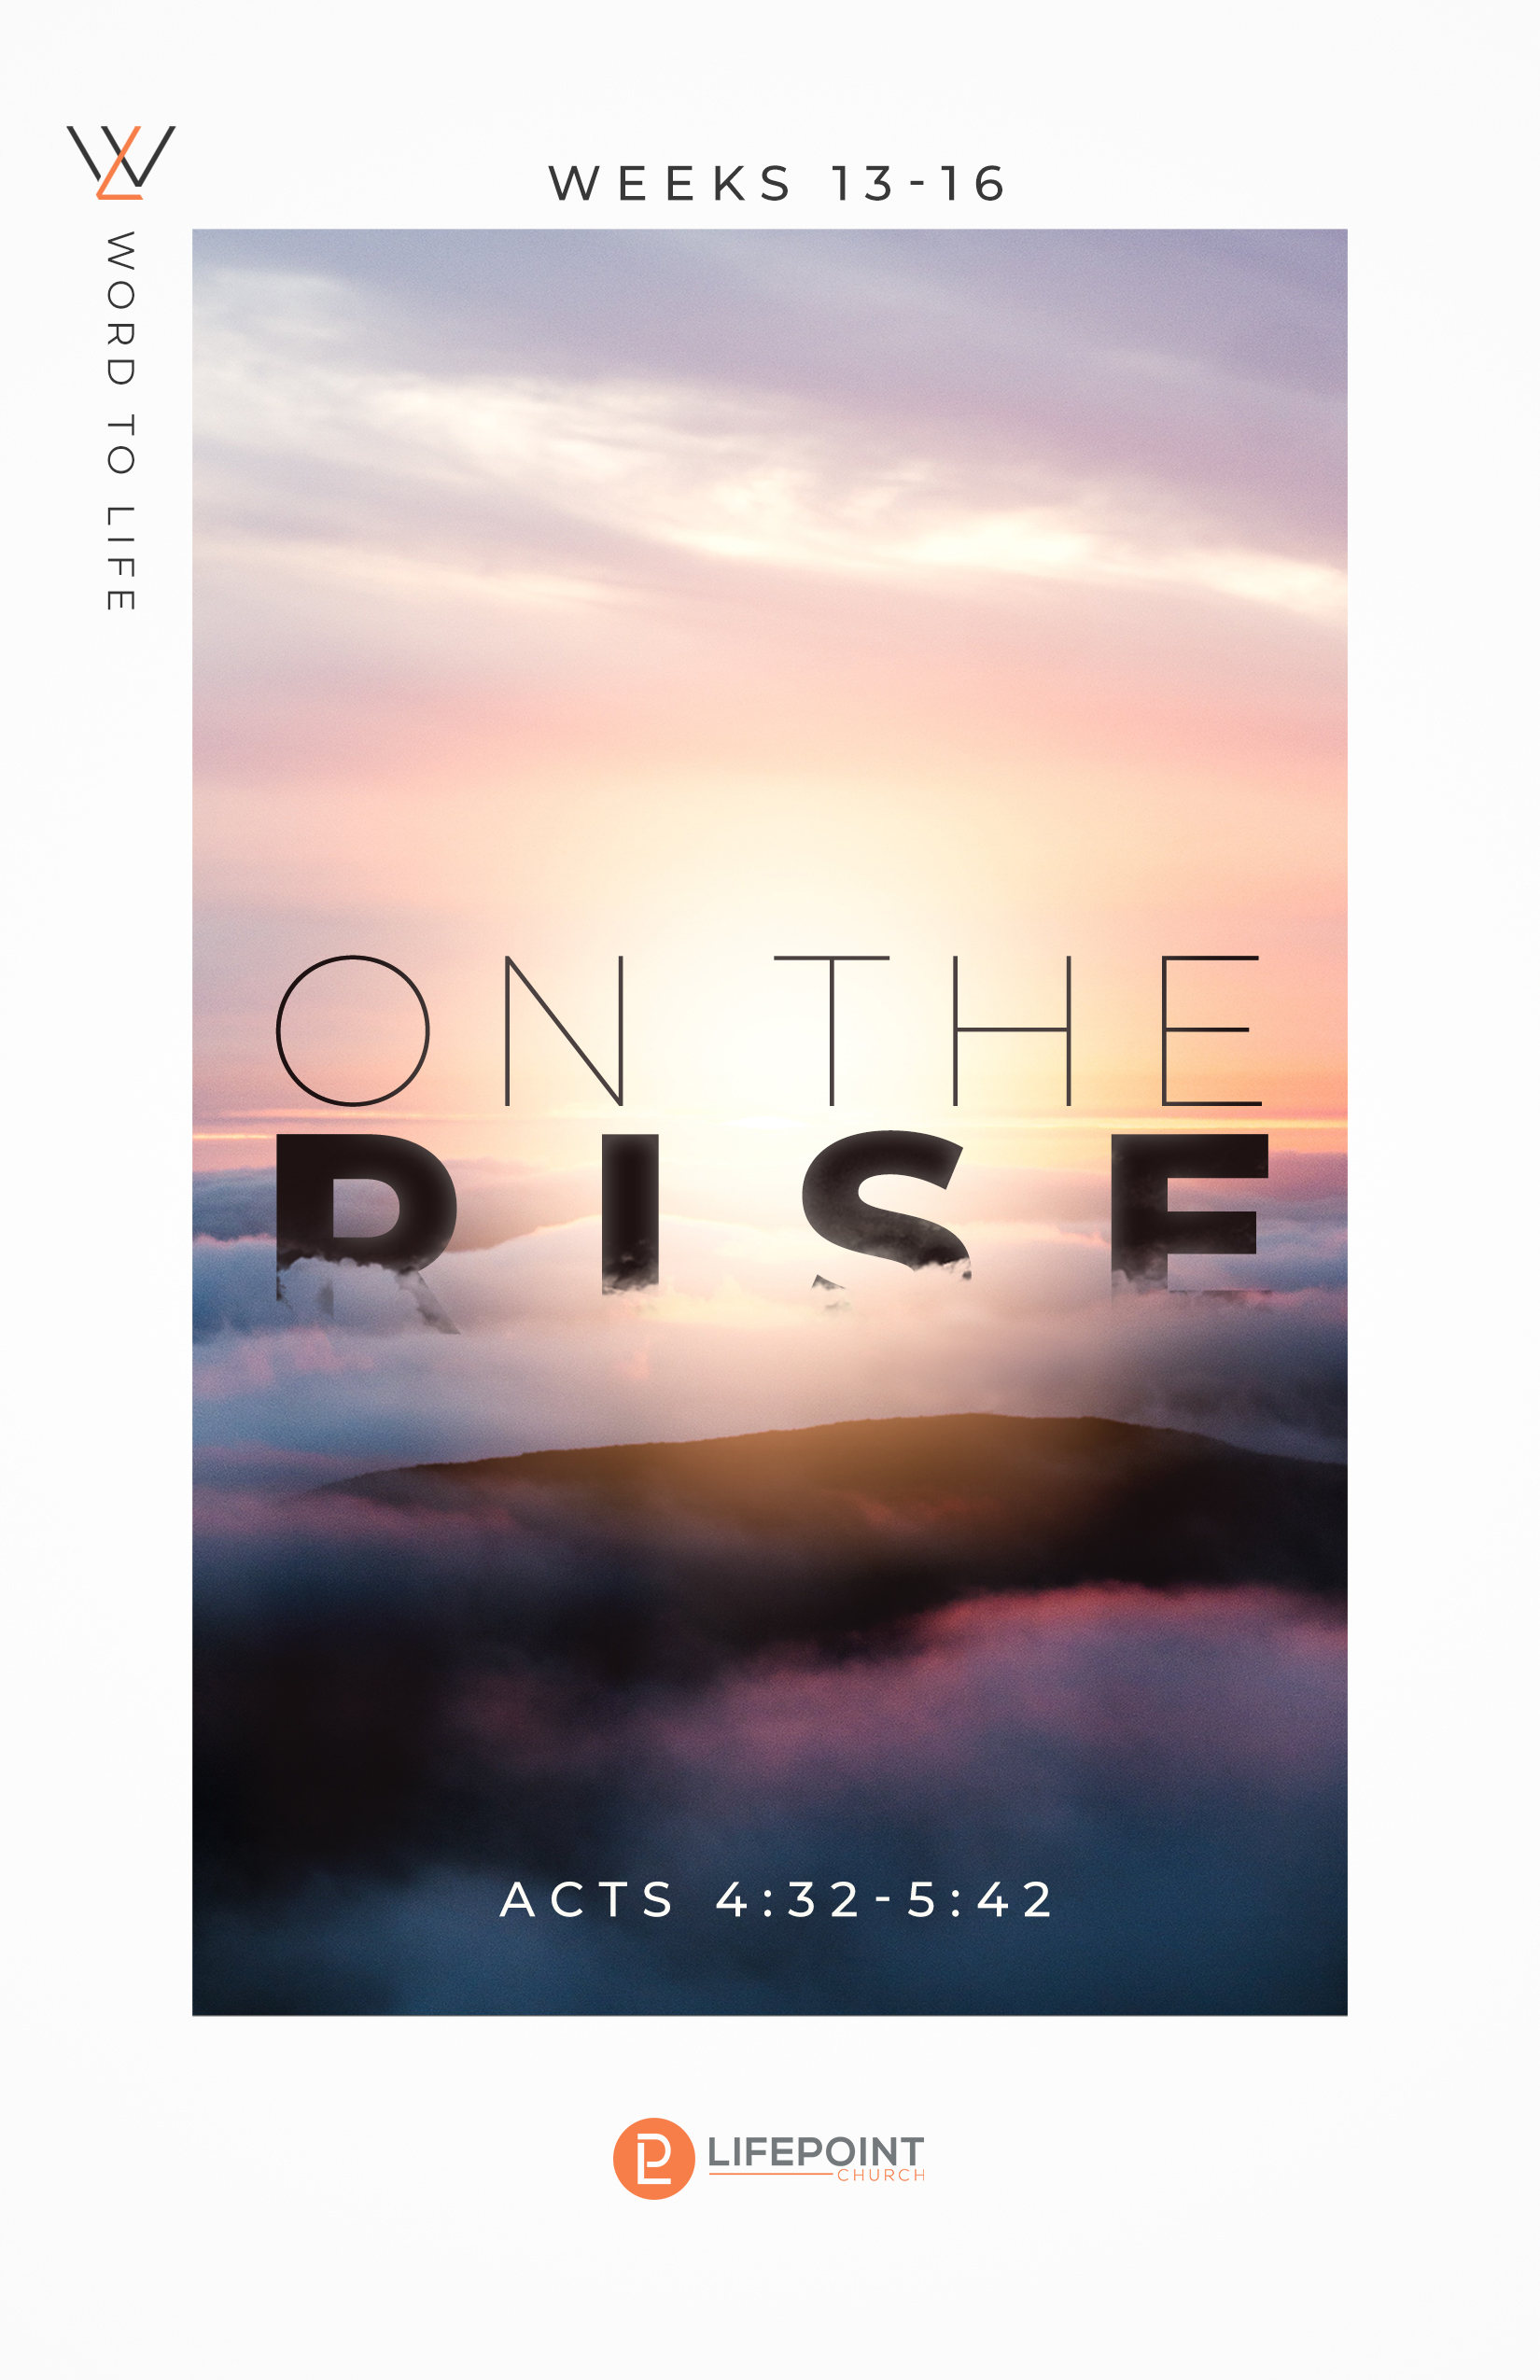 WEEKS 13-16
WORD TO LIFE
ON THE
RISE
ACTS 4:32-5:42
LIFEPOINT
CHURCH